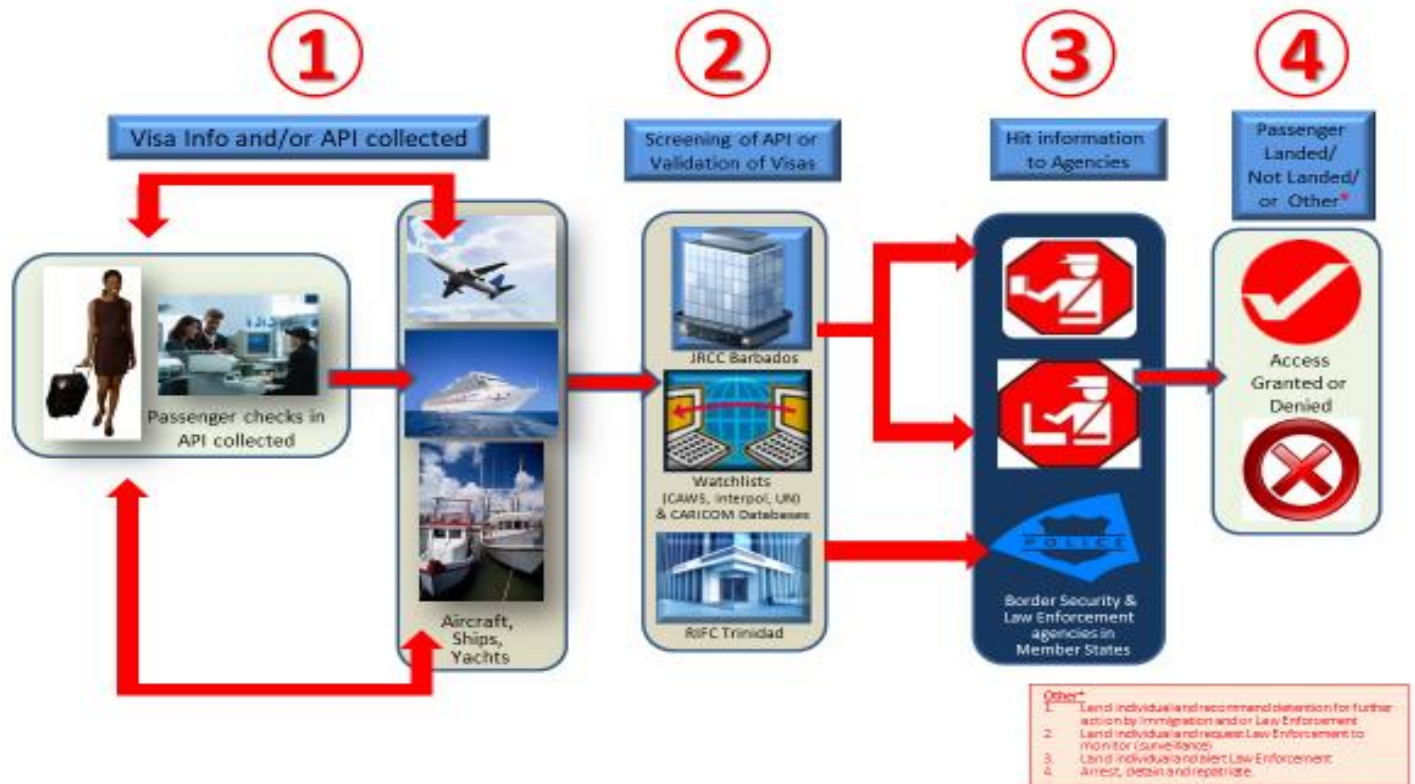 1
2
3
4
Visa Info and/or API collected
Screening of API or
Validation of Visas
Hit information
to Agencies
Passenger
Landed/
Not Landed/
or Other*
Passenger checks in
API collected
Aircraft,
Ships,
Yachts
JRCC Barbados
Watchlists
(CAWS, Interpol, UN)
& CARICOM Databases
RIFC Trinidad
POLICE
Border Security &
Law Enforcement
agencies in
Member States
Access
Granted or
Denied
Other*
1. Land individual and recommend detention for further
action by Immigration and or Law Enforcement
2. Land individual and request Law Enforcement to
monitor (surveillance)
3. Land individual and alert Law Enforcement
4. Arrest, detain and repatriate.